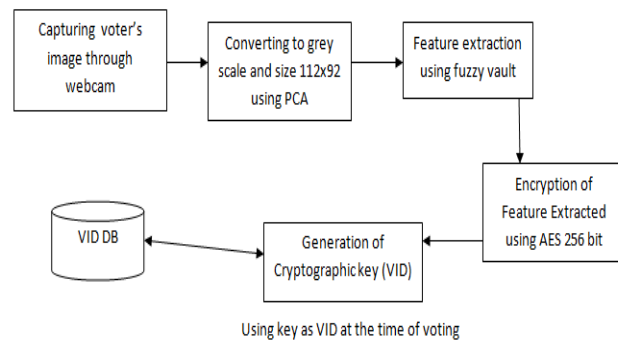 Capturing voter's
image through
webcam
Converting to grey
scale and size 112x92
using PCA
Feature extraction
using fuzzy vault
Encryption of
Feature Extracted
using AES 256 bit
Generation of
Cryptographic key (VID)
VID DB
Using key as VID at the time of voting